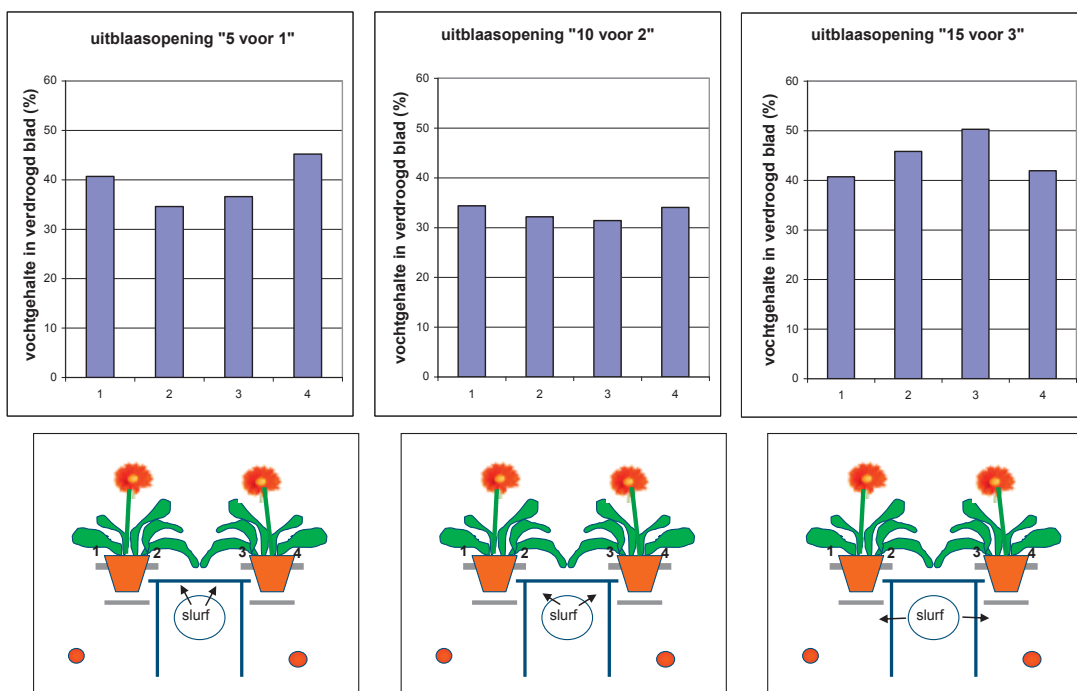 uitblaasopening "5 voor 1"
vochtgehalte in verdroogd blad (%)
60
50
40
30
20
10
0
1 2 3 4
uitblaasopening "10 voor 2"
vochtgehalte in verdroogd blad (%)
60
50
40
30
20
10
0
1 2 3 4
uitblaasopening "15 voor 3"
vochtgehalte in verdroogd blad (%)
60
50
40
30
20
10
0
1 2 3 4
1 2 3 4
slurf
1 2 3 4
slurf
1 2 3 4
slurf